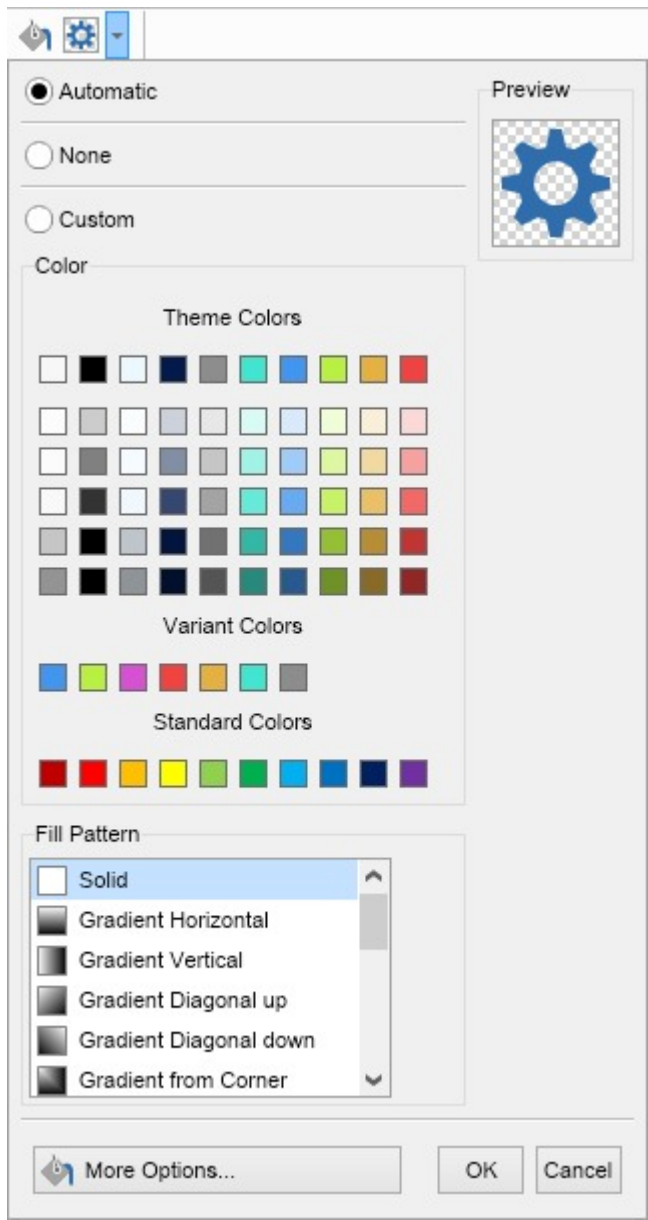 Automatic
Preview
None
Custom
Color
Theme Colors
Variant Colors
Standard Colors
Fill Pattern
Solid
Gradient Horizontal
Gradient Vertical
Gradient Diagonal up
Gradient Diagonal down
Gradient from Corner
More Options...
OK
Cancel